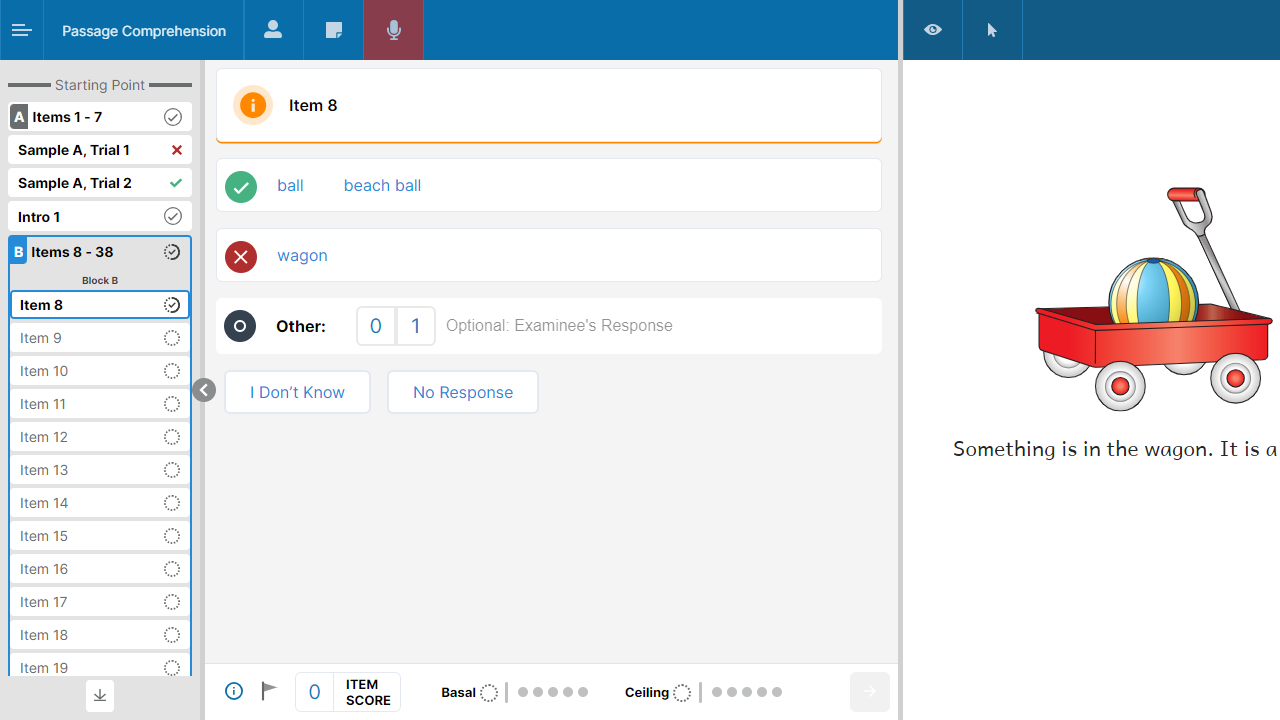 Passage Comprehension
Starting Point
A Items 1 - 7
Sample A, Trial 1
Sample A, Trial 2
Intro 1
B Items 8 - 38
Block B
Item 8
Item 9
Item 10
Item 11
Item 12
Item 13
Item 14
Item 15
Item 16
Item 17
Item 18
Item 19
Item 8
ball beach ball
wagon
Other: 0 1 Optional: Examinee's Response
I Don’t Know No Response
0 ITEM SCORE
Basal Ceiling
Something is in the wagon. It is a